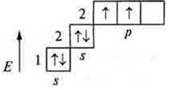 2 ↑ ↑
2 ↑↓ p
E 1 ↑↓ s
s